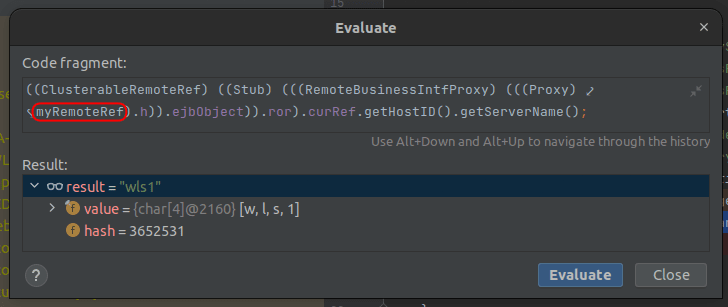 15
Evaluate
×
Code fragment:
((ClusterableRemoteRef) ((Stub) (((RemoteBusinessIntfProxy) (((Proxy)
(myRemoteRef).h)).ejbObject)).ror).curRef.getHostID().getServerName();
Use Alt+Down and Alt+Up to navigate through the history
Result:
result = "wls1"
f value = {char[4]@2160} [w, l, s, 1]
f hash = 3652531
? Evaluate Close